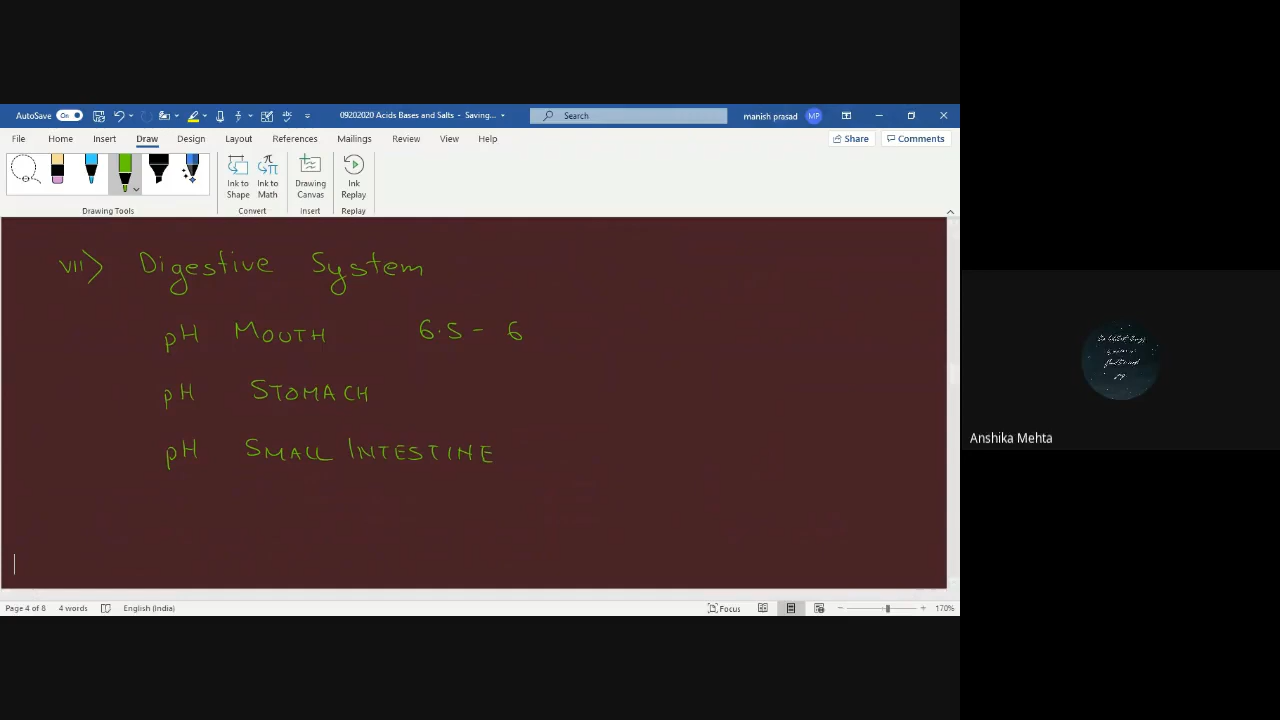 AutoSave On 09202020 Acids Bases and Salts - Saving... Search manish prasad MP
File Home Insert Draw Design Layout References Mailings Review View Help Share Comments
Ink to Shape Ink to Math Drawing Canvas Ink Replay
Drawing Tools Convert Insert Replay
VII) Digestive System
pH MOUTH 6.5 - 6
pH STOMACH
pH SMALL INTESTINE
Anshika Mehta
Page 4 of 8 4 words English (India) Focus 170%